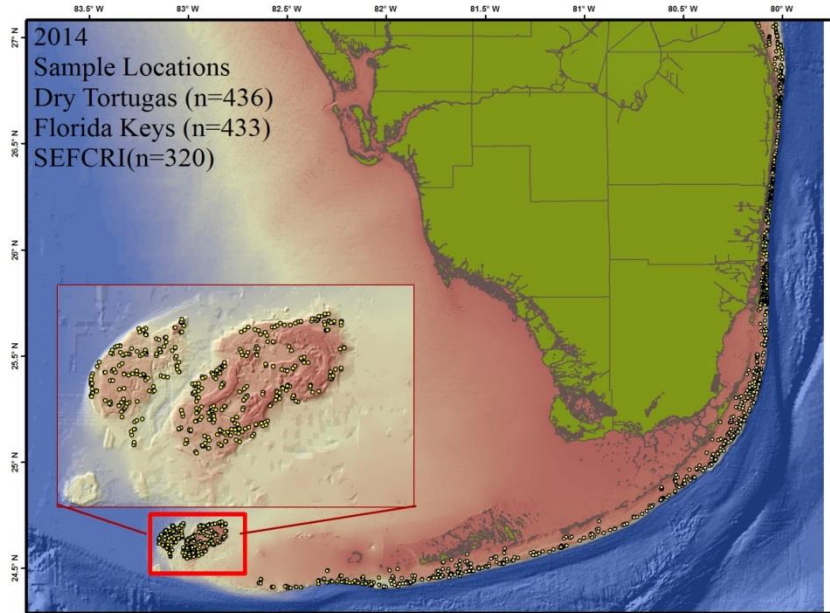 83.5° W 83° W 82.5° W 82° W 81.5° W 81° W 80.5° W 80° W
2014
Sample Locations
Dry Tortugas (n=436)
Florida Keys (n=433)
SEFCRI(n=320)
27° N
26.5° N
26° N
25.5° N
25° N
24.5° N